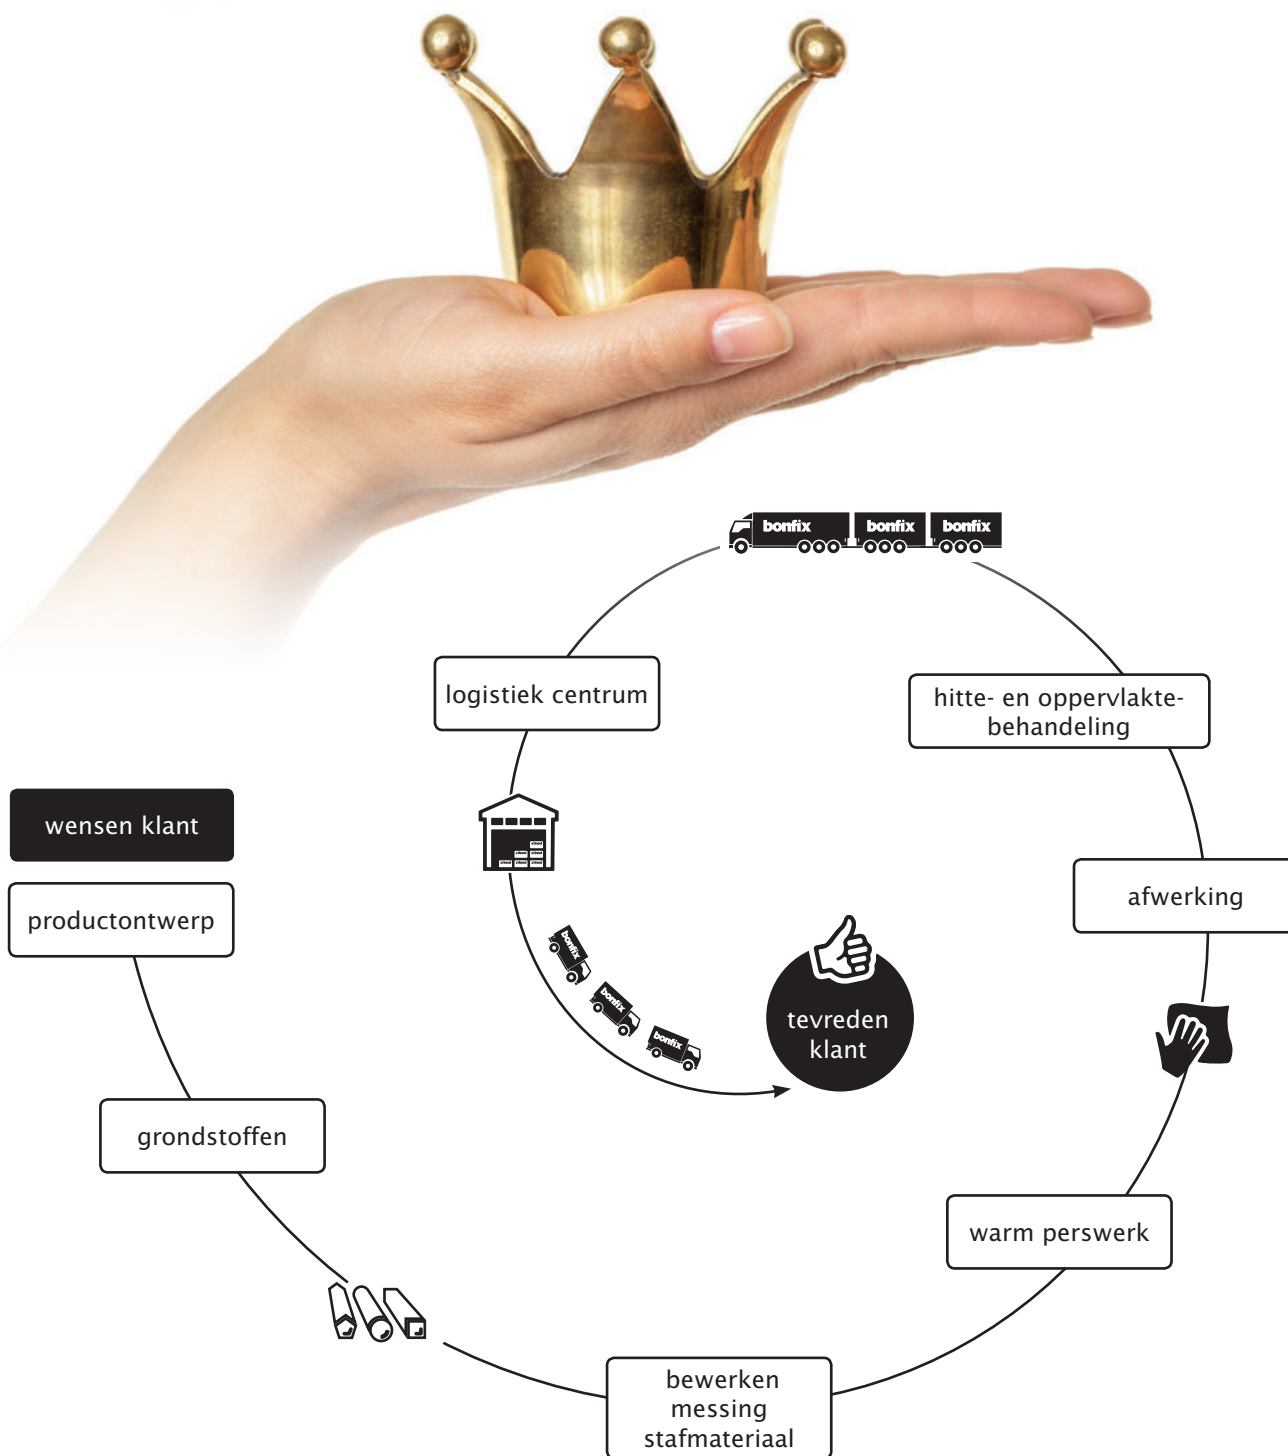 bonfix bonfix bonfix
logistiek centrum
hitte- en oppervlakte-
behandeling
wensen klant
productontwerp
afwerking
bonfix
bonfix
bonfix
tevreden
klant
grondstoffen
warm perswerk
bewerken
messing
stafmateriaal